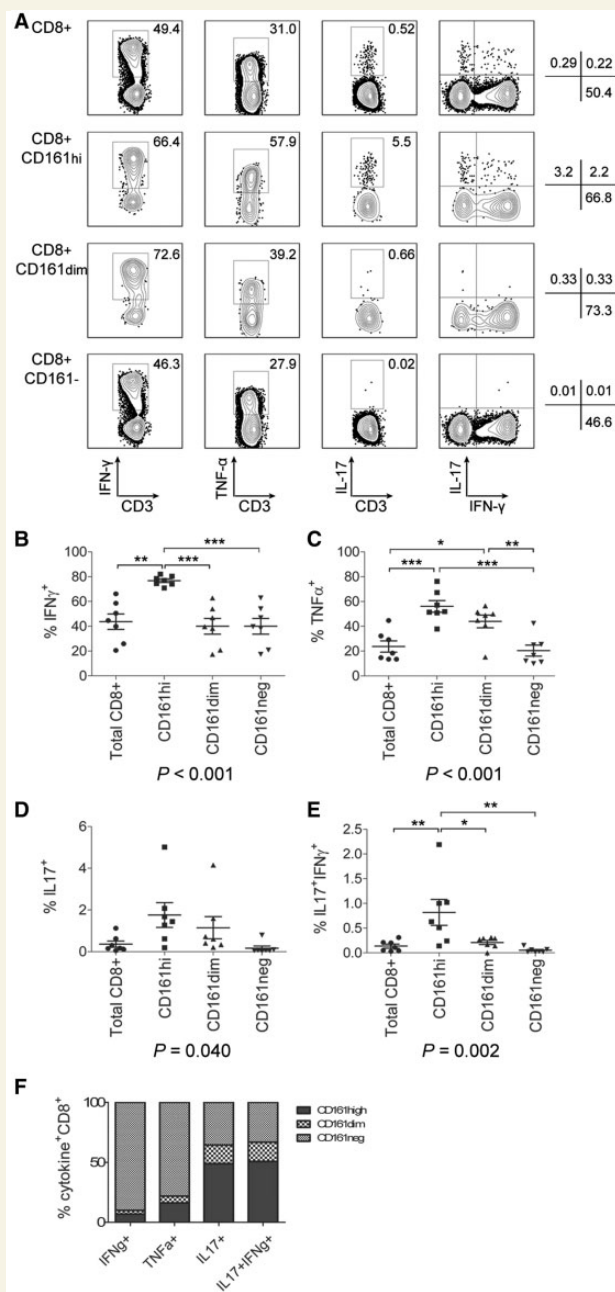 A
CD8+
49.4
31.0
0.52
0.29 0.22
50.4
CD8+
CD161hi
66.4
57.9
5.5
3.2 2.2
66.8
CD8+
CD161dim
72.6
39.2
0.66
0.33 0.33
73.3
CD8+
CD161-
46.3
27.9
0.02
0.01 0.01
46.6
IFN-γ
CD3
TNF-α
CD3
IL-17
CD3
IL-17
IFN-γ
B
% IFNγ+
100
80
60
40
20
0
** ***
***
Total CD8+
CD161hi
CD161dim
CD161neg
P < 0.001
C
% TNFα+
100
80
60
40
20
0
* **
*** ***
Total CD8+
CD161hi
CD161dim
CD161neg
P < 0.001
D
% IL17+
6
4
2
0
Total CD8+
CD161hi
CD161dim
CD161neg
P = 0.040
E
% IL17+IFNγ+
2.5
2.0
1.5
1.0
0.5
0.0
**
** *
Total CD8+
CD161hi
CD161dim
CD161neg
P = 0.002
F
% cytokine+CD8+
100
50
0
IFNg+
TNFa+
IL17+
IL17+IFNg+
CD161high
CD161dim
CD161neg